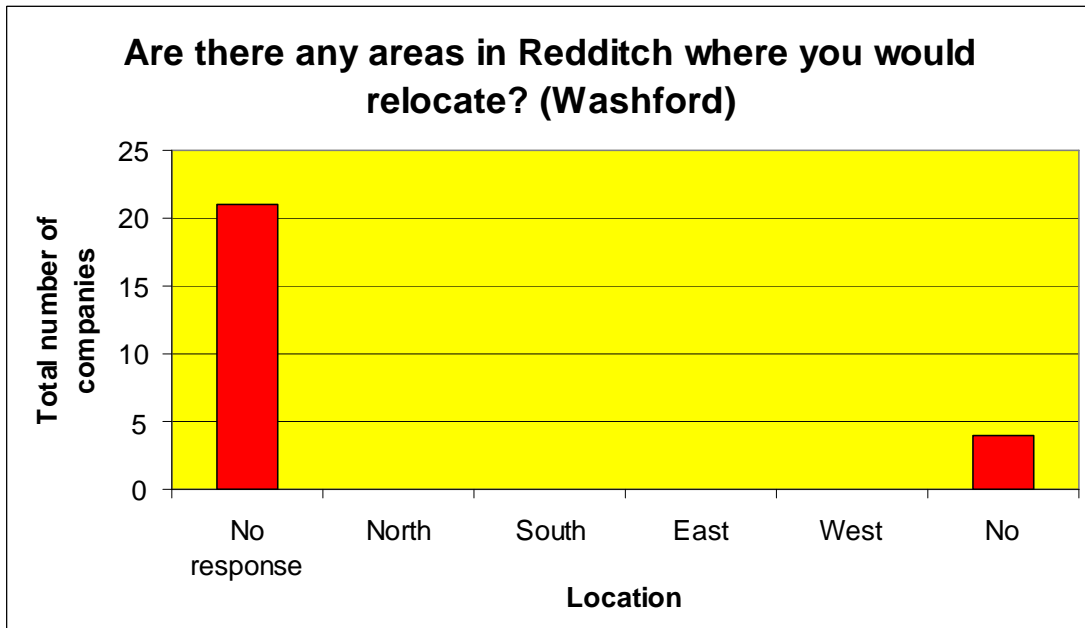 Are there any areas in Redditch where you would
relocate? (Washford)
Total number of
companies
25
20
15
10
5
0
No
response
North
South
East
West
No
Location